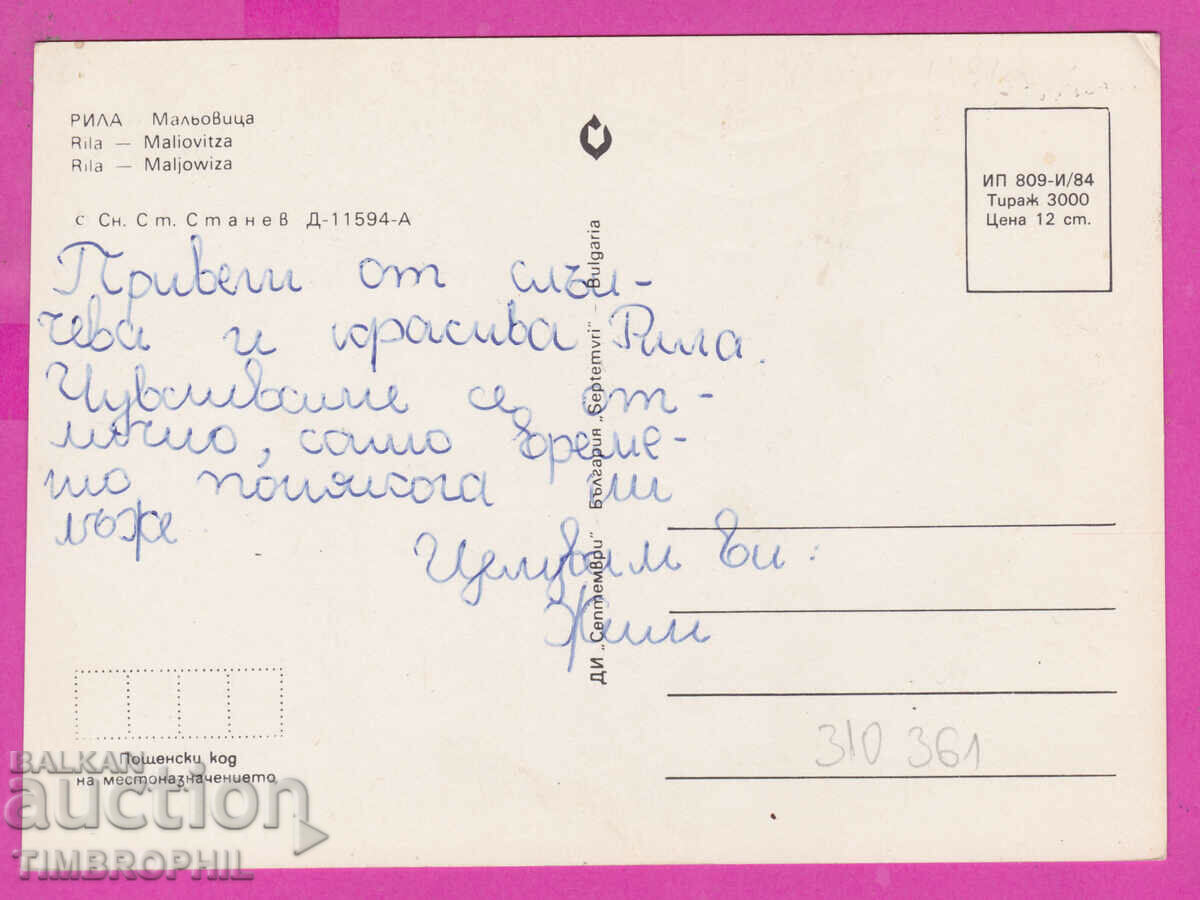 РИЛА Мальовица
Rila — Maliovitza
Rila — Maljowiza
с Сн. Ст. Станев Д-11594-А
ИП 809-И/84
Тираж 3000
Цена 12 ст.
Привети от слън-
чева и красива Рила.
Чувстваме се от-
лично, само време-
то понякога ни
лъже
Целувам ви:
ДИ „Септември" - България „Septemvri" - Bulgaria
Пощенски код
на местоназначението
310 361
BALKAN
auction
TIMBROPHIL